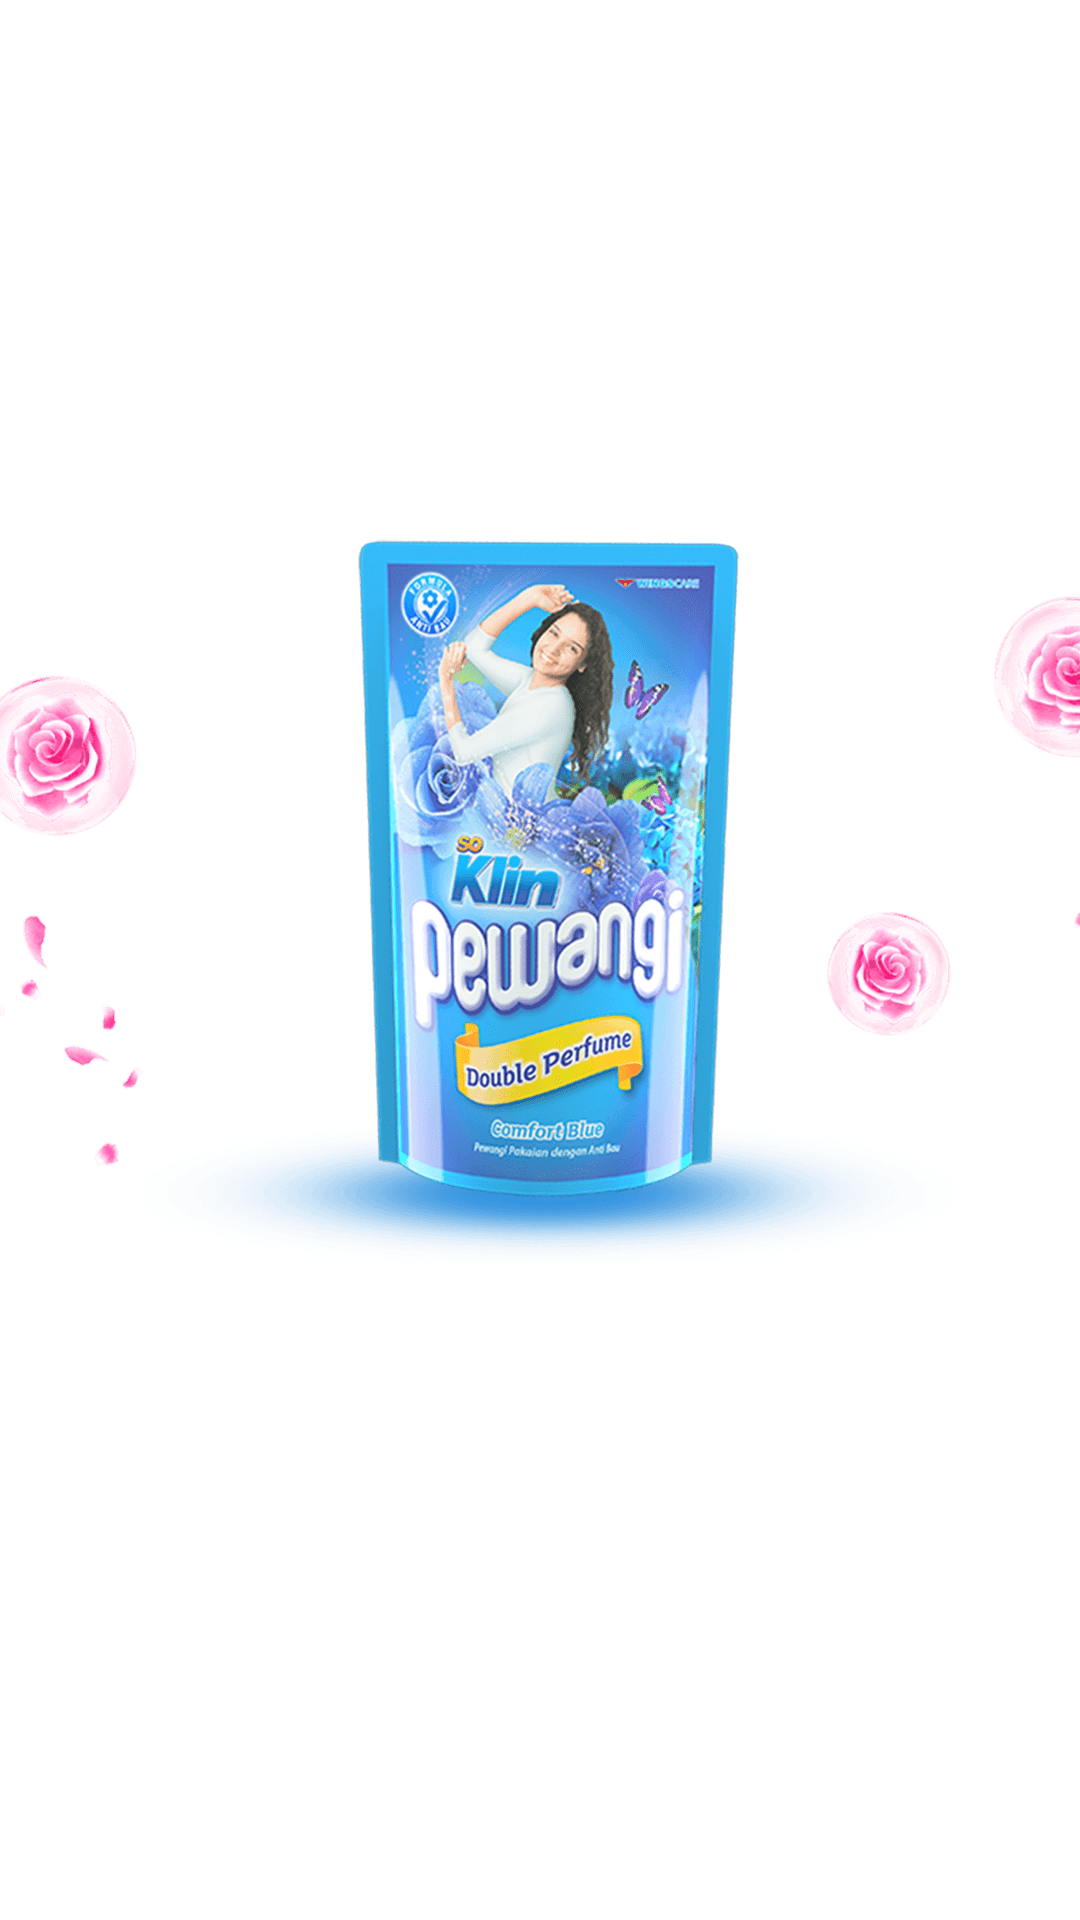 FORMULA
ANTI BAU
WINGSCARE
SO
Klin
Pewangi
Double Perfume
Comfort Blue
Pewangi Pakaian dengan Anti Bau